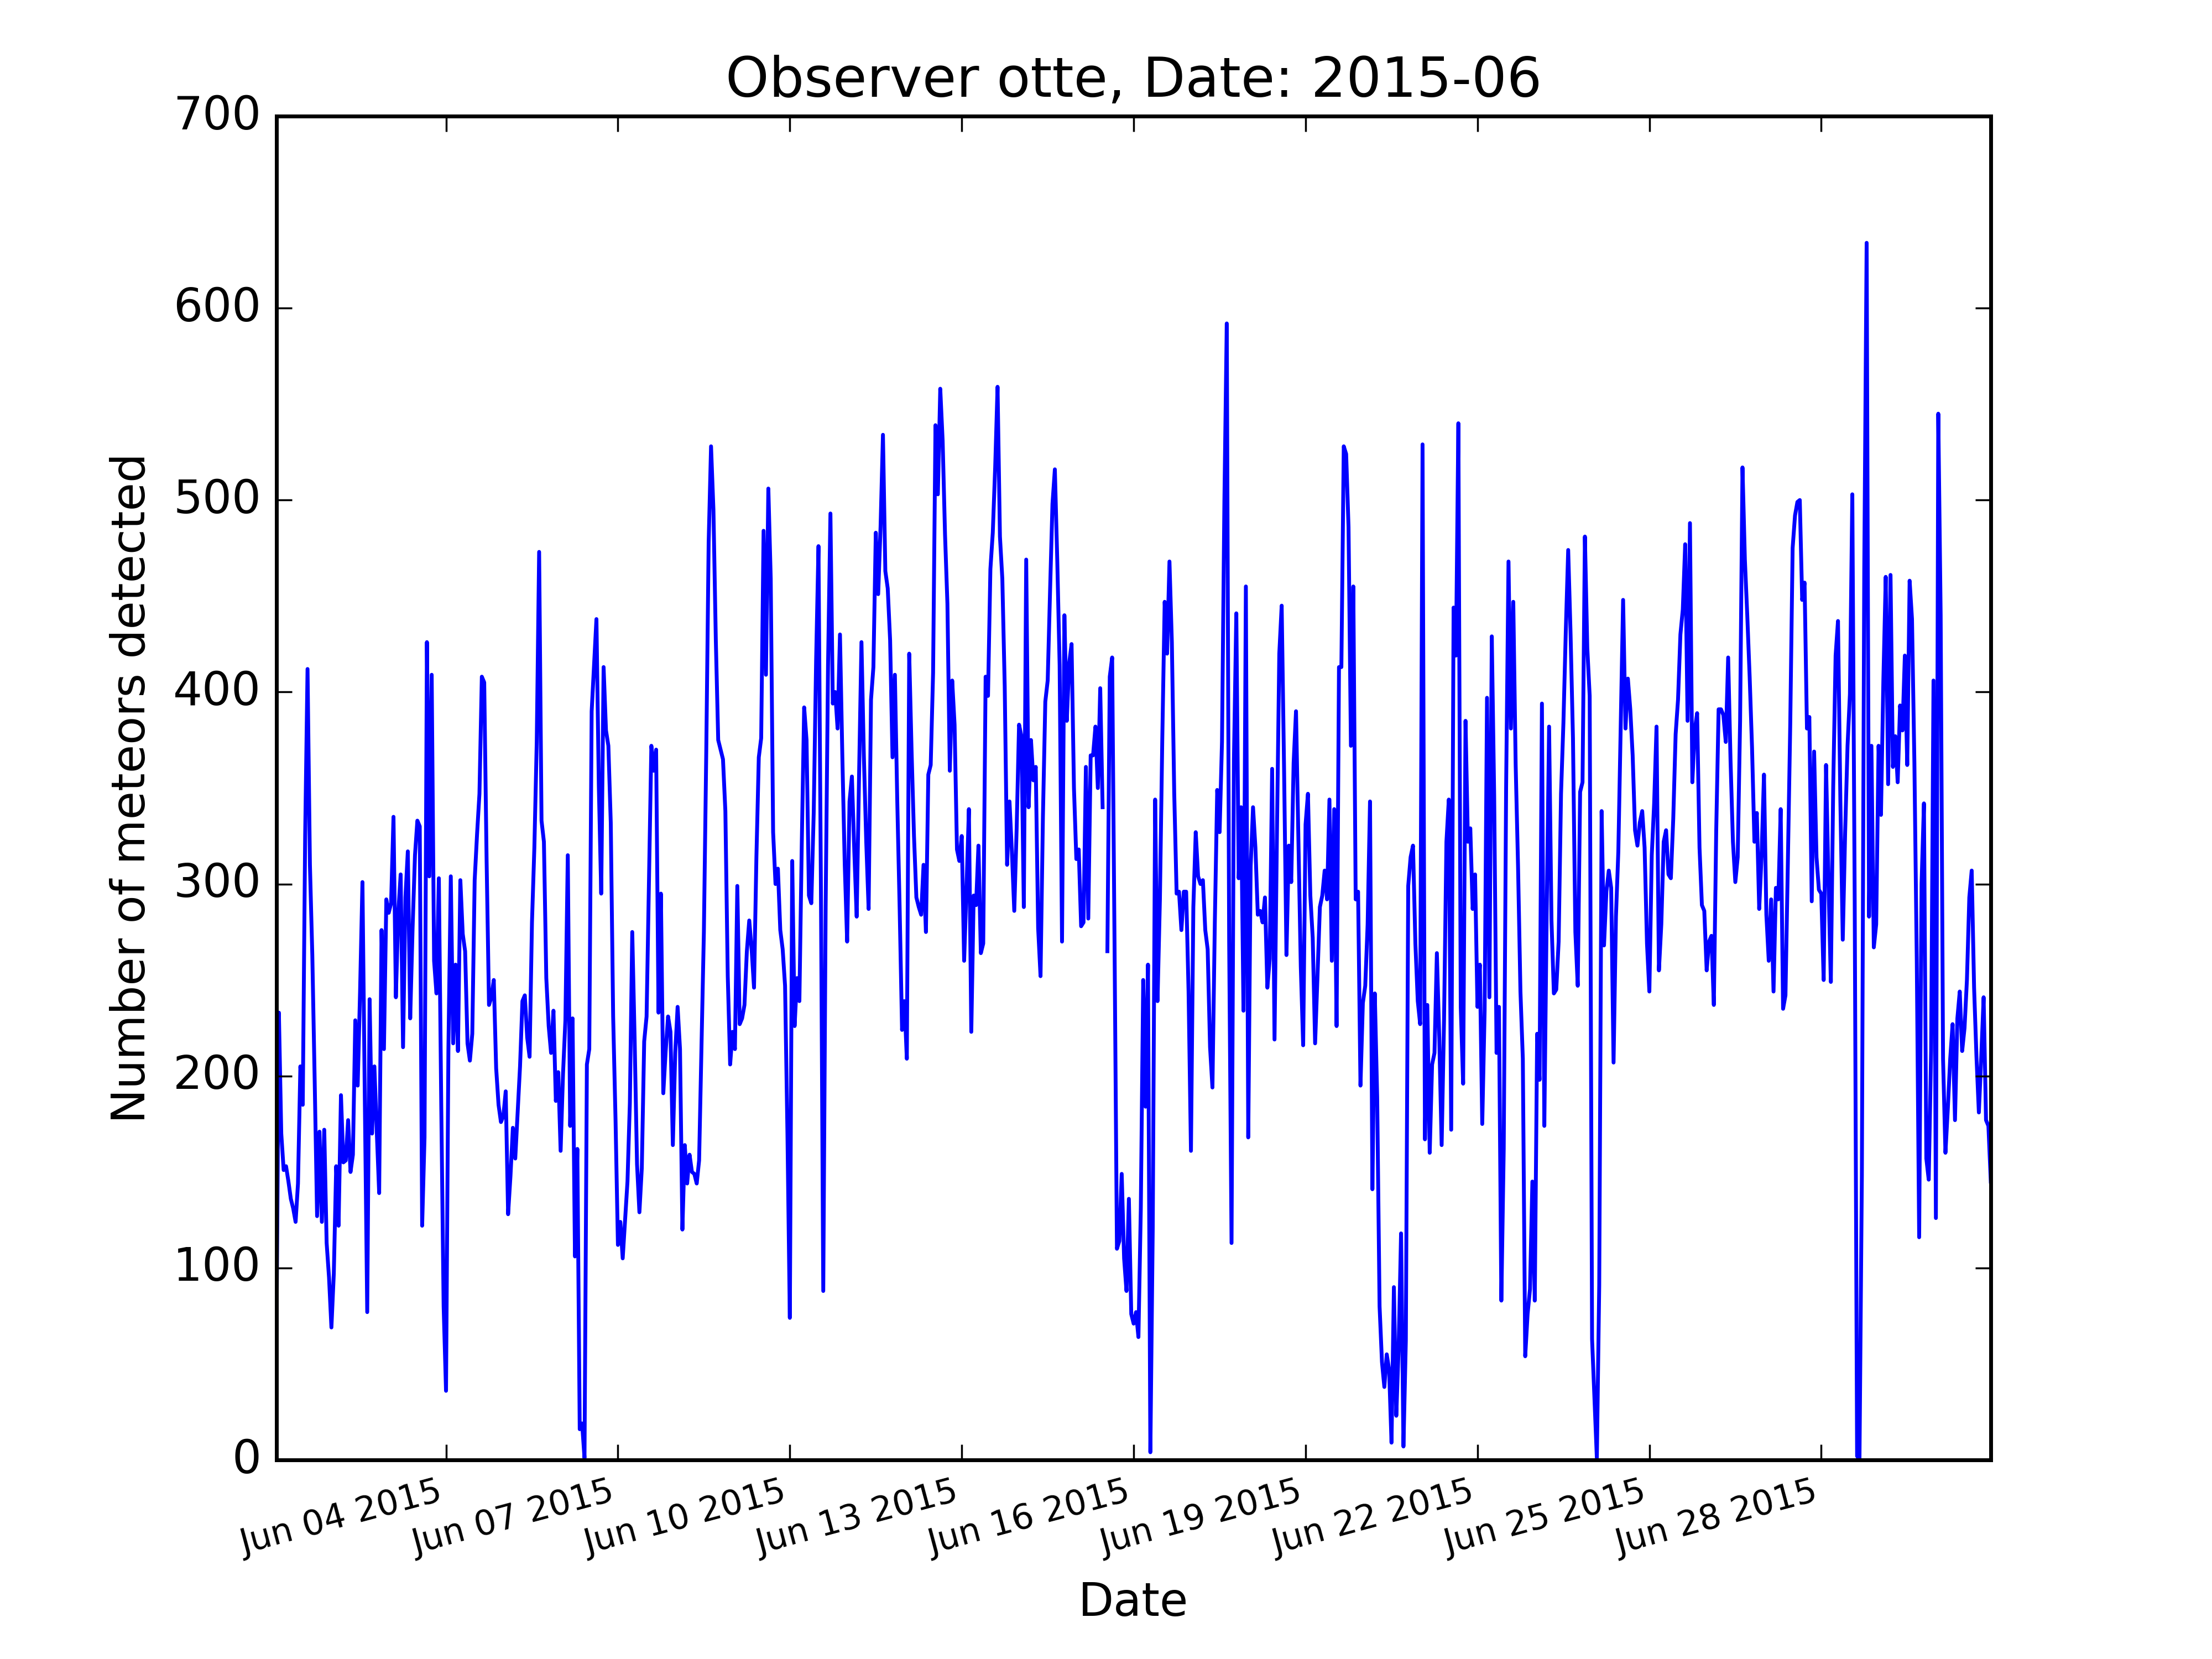 Observer otte, Date: 2015-06
700
600
500
400
300
200
100
0
Number of meteors detected
Jun 04 2015
Jun 07 2015
Jun 10 2015
Jun 13 2015
Jun 16 2015
Jun 19 2015
Jun 22 2015
Jun 25 2015
Jun 28 2015
Date